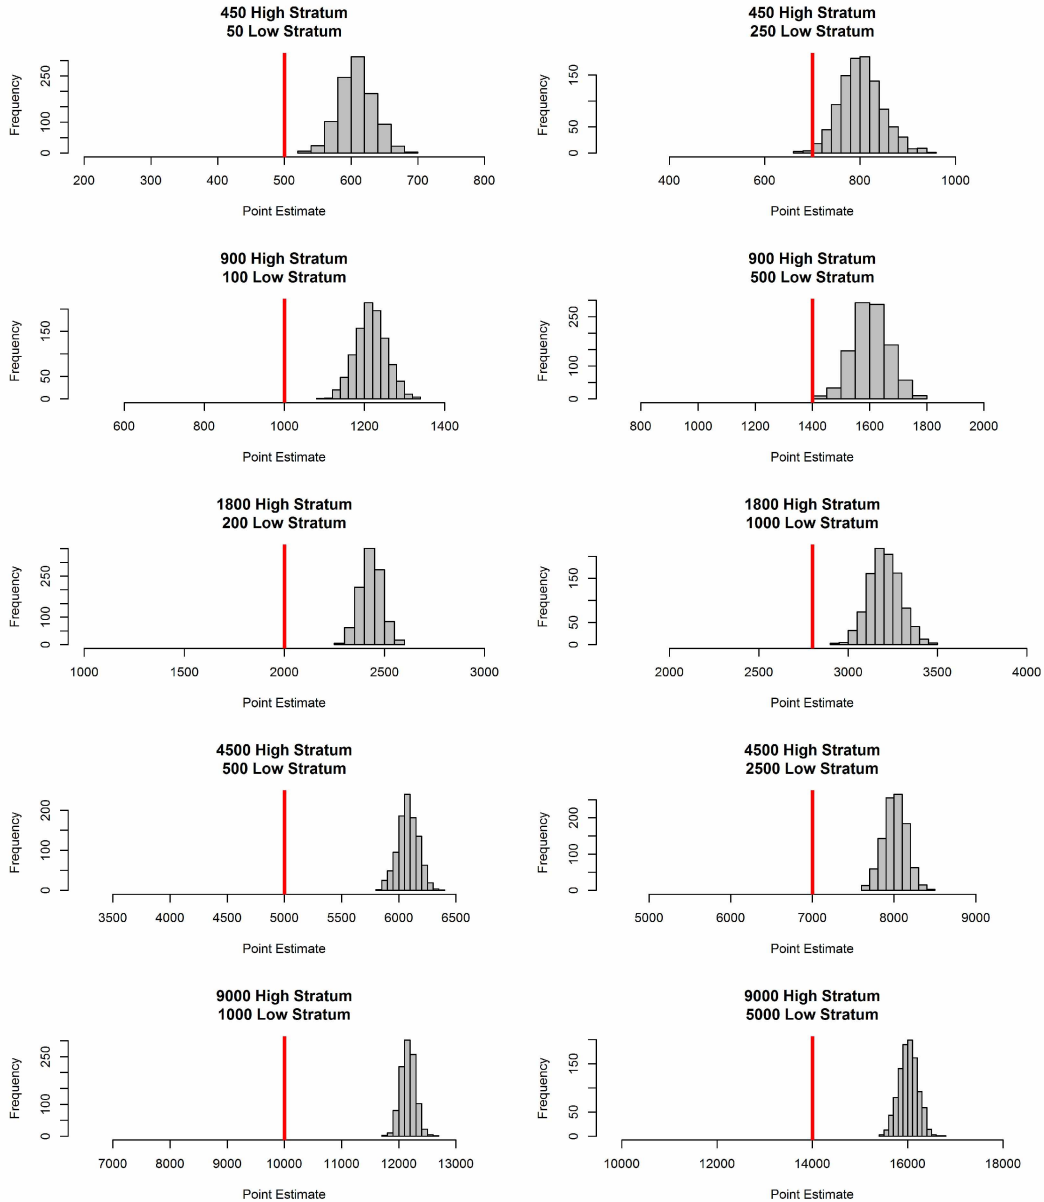 450 High Stratum
50 Low Stratum
Frequency
0 100 250
200 300 400 500 600 700 800
Point Estimate
450 High Stratum
250 Low Stratum
Frequency
0 50 150
400 600 800 1000
Point Estimate
900 High Stratum
100 Low Stratum
Frequency
0 50 150
600 800 1000 1200 1400
Point Estimate
900 High Stratum
500 Low Stratum
Frequency
0 100 250
800 1000 1200 1400 1600 1800 2000
Point Estimate
1800 High Stratum
200 Low Stratum
Frequency
0 100 250
1000 1500 2000 2500 3000
Point Estimate
1800 High Stratum
1000 Low Stratum
Frequency
0 50 150
2000 2500 3000 3500 4000
Point Estimate
4500 High Stratum
500 Low Stratum
Frequency
0 100 200
3500 4000 4500 5000 5500 6000 6500
Point Estimate
4500 High Stratum
2500 Low Stratum
Frequency
0 100 200
5000 6000 7000 8000 9000
Point Estimate
9000 High Stratum
1000 Low Stratum
Frequency
0 100 250
7000 8000 9000 10000 11000 12000 13000
Point Estimate
9000 High Stratum
5000 Low Stratum
Frequency
0 50 150
10000 12000 14000 16000 18000
Point Estimate